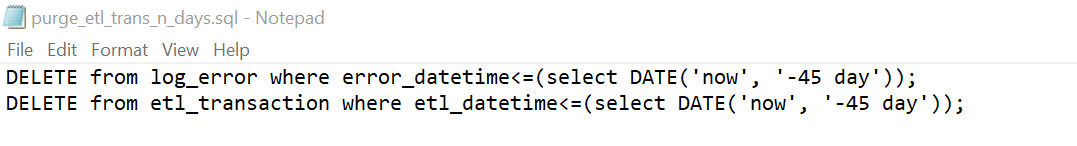 purge_etl_trans_n_days.sql - Notepad
File Edit Format View Help
DELETE from log_error where error_datetime<=(select DATE('now', '-45 day'));
DELETE from etl_transaction where etl_datetime<=(select DATE('now', '-45 day'));